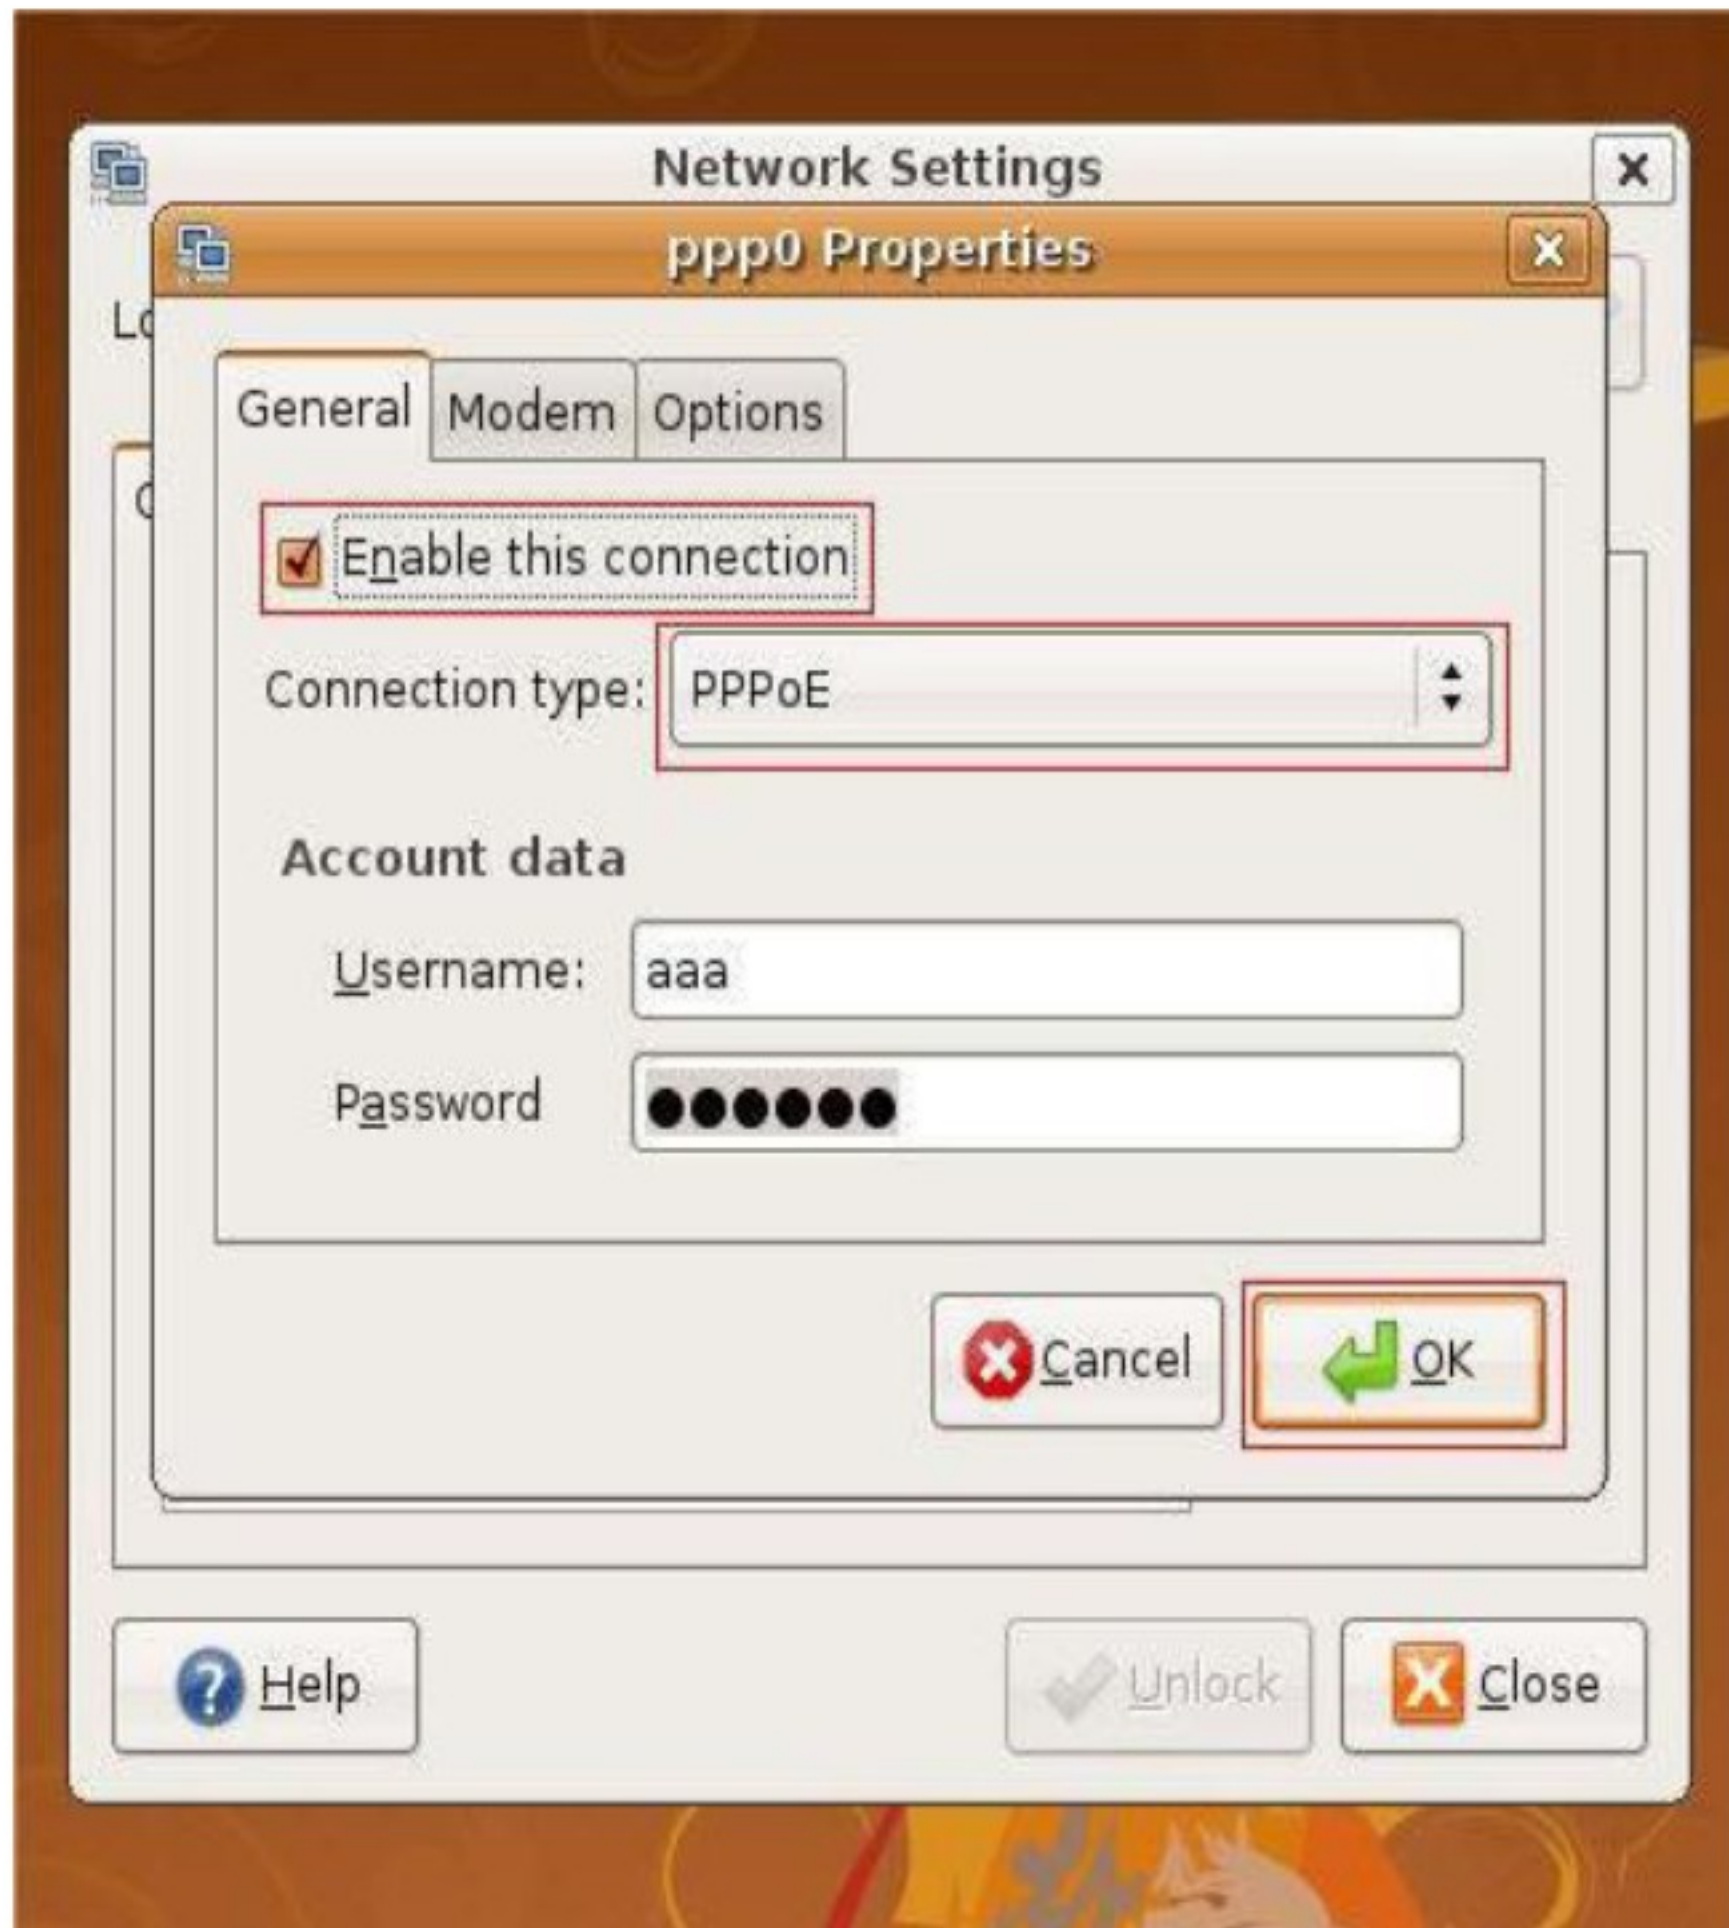 Network Settings
ppp0 Properties
Lo
General Modem Options
Enable this connection
Connection type: PPPoE
Account data
Username: aaa
Password ●●●●●●
Cancel OK
Help Unlock Close